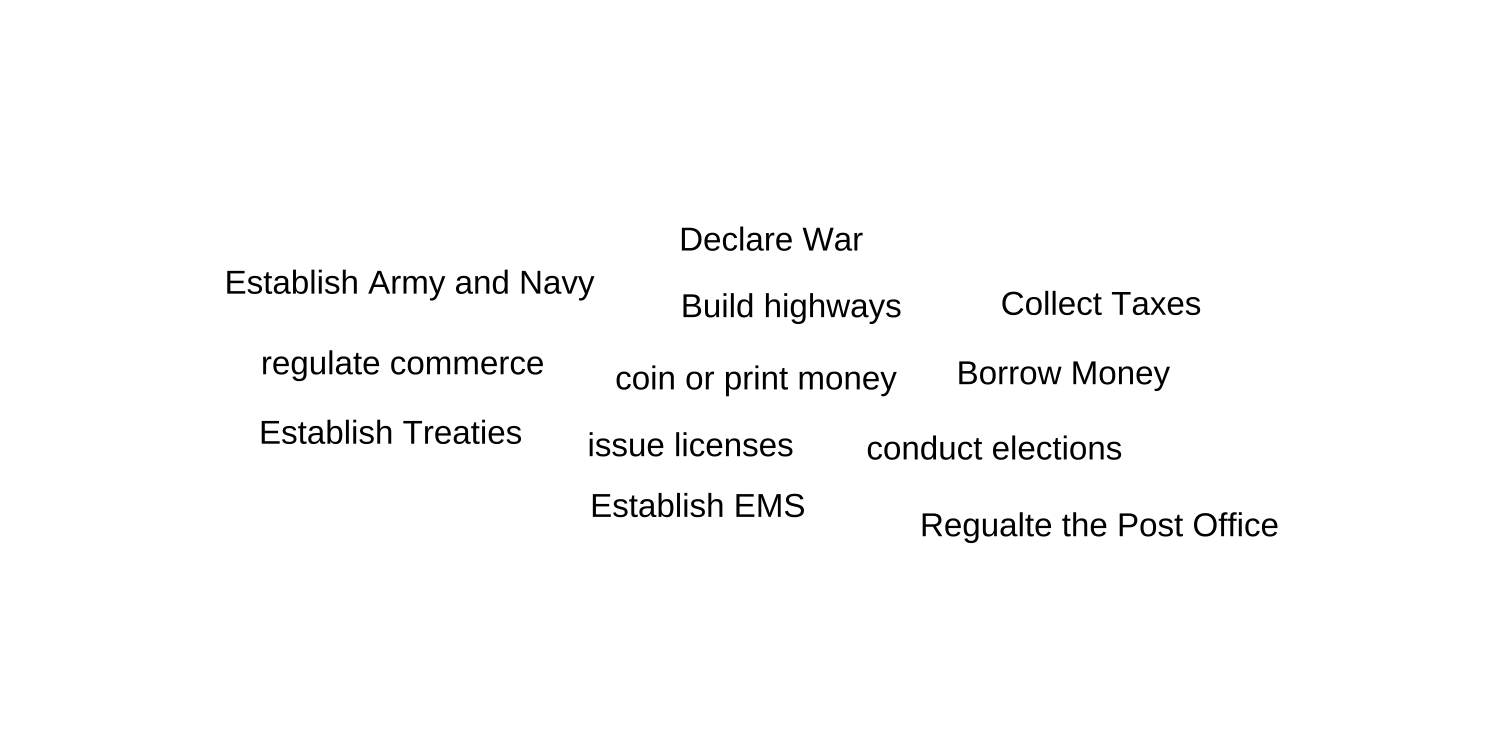 Declare War
Establish Army and Navy
Build highways
Collect Taxes
regulate commerce
coin or print money
Borrow Money
Establish Treaties
issue licenses
conduct elections
Establish EMS
Regualte the Post Office